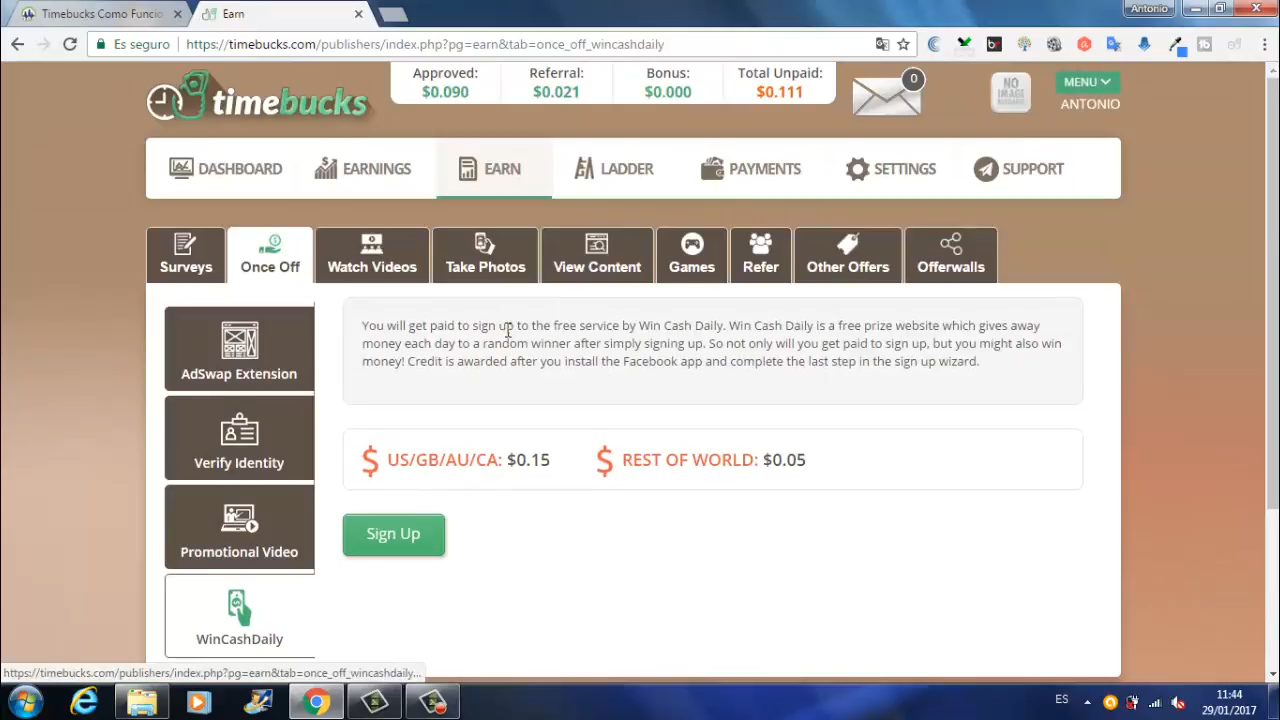 Timebucks Como Funcio
Earn
Antonio
Es seguro
https://timebucks.com/publishers/index.php?pg=earn&tab=once_off_wincashdaily
timebucks
Approved:
$0.090
Referral:
$0.021
Bonus:
$0.000
Total Unpaid:
$0.111
0
NO IMAGE
MENU
ANTONIO
DASHBOARD
EARNINGS
EARN
LADDER
PAYMENTS
SETTINGS
SUPPORT
Surveys
Once Off
Watch Videos
Take Photos
View Content
Games
Refer
Other Offers
Offerwalls
AdSwap Extension
Verify Identity
Promotional Video
WinCashDaily
You will get paid to sign up to the free service by Win Cash Daily. Win Cash Daily is a free prize website which gives away
money each day to a random winner after simply signing up. So not only will you get paid to sign up, but you might also win
money! Credit is awarded after you install the Facebook app and complete the last step in the sign up wizard.
$ US/GB/AU/CA: $0.15
$ REST OF WORLD: $0.05
Sign Up
https://timebucks.com/publishers/index.php?pg=earn&tab=once_off_wincashdaily...
ES
11:44
29/01/2017